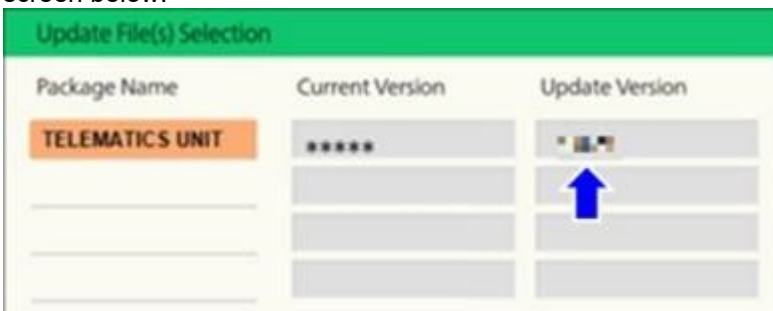 Update File(s) Selection
Package Name Current Version Update Version
TELEMATICS UNIT *****